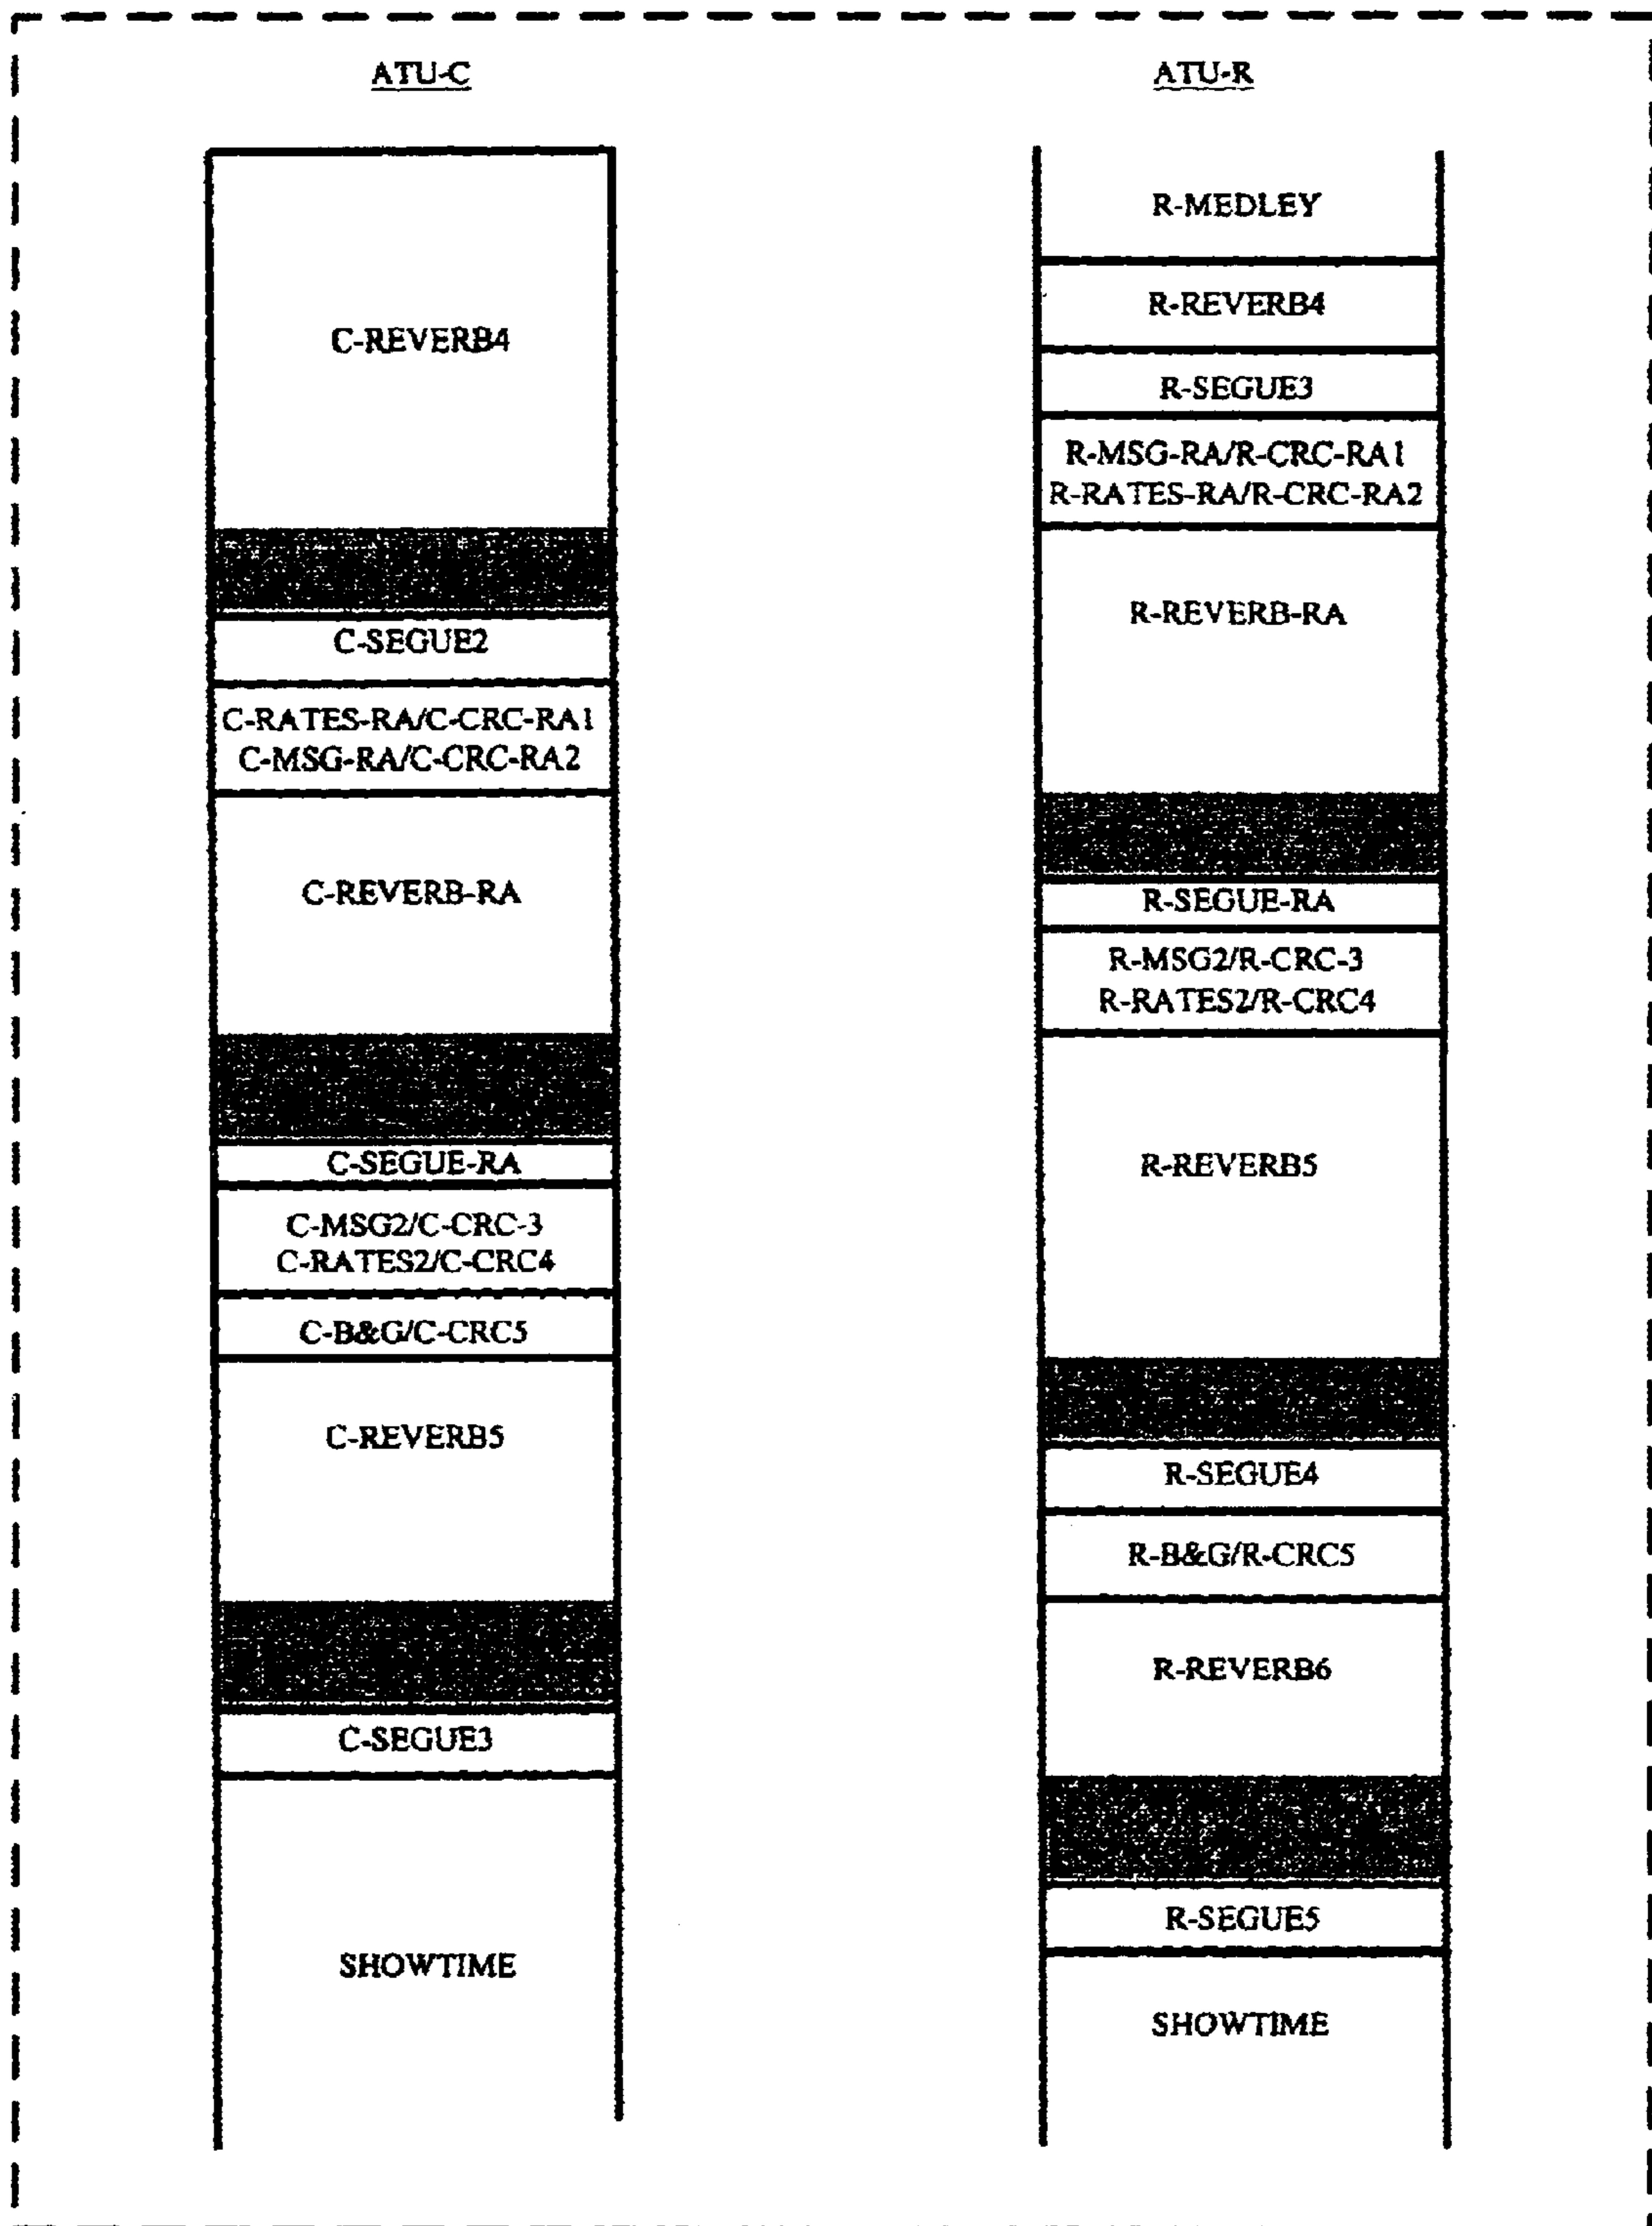 ATU-C
C-REVERB4
C-SEGUE2
C-RATES-RA/C-CRC-RA1
C-MSG-RA/C-CRC-RA2
C-REVERB-RA
C-SEGUE-RA
C-MSG2/C-CRC-3
C-RATES2/C-CRC4
C-B&G/C-CRC5
C-REVERB5
C-SEGUE3
SHOWTIME
ATU-R
R-MEDLEY
R-REVERB4
R-SEGUE3
R-MSG-RA/R-CRC-RA1
R-RATES-RA/R-CRC-RA2
R-REVERB-RA
R-SEGUE-RA
R-MSG2/R-CRC-3
R-RATES2/R-CRC4
R-REVERB5
R-SEGUE4
R-B&G/R-CRC5
R-REVERB6
R-SEGUE5
SHOWTIME